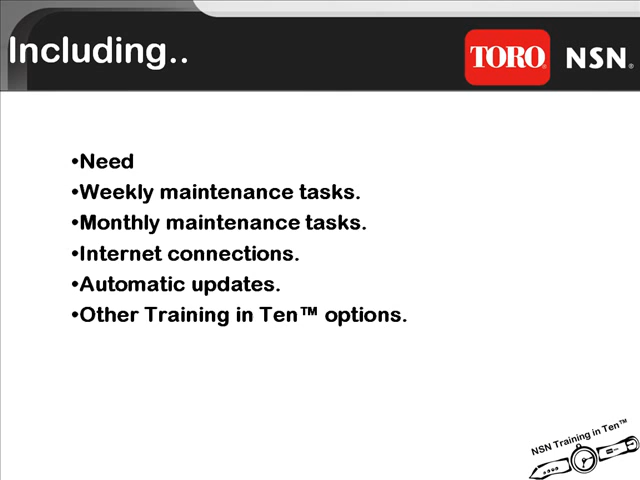 Including..
TORO® NSN®
•Need
•Weekly maintenance tasks.
•Monthly maintenance tasks.
•Internet connections.
•Automatic updates.
•Other Training in Ten™ options.
NSN Training in Ten™